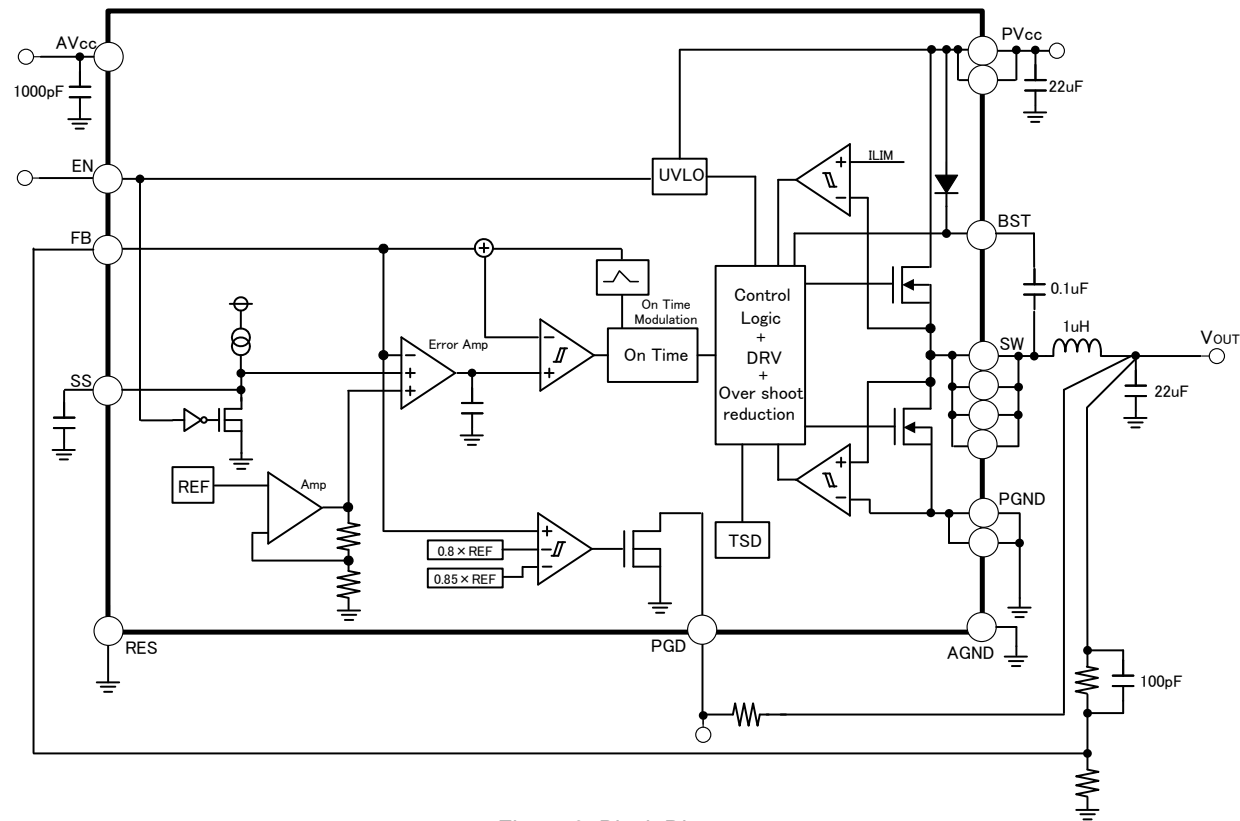 AVcc
PVcc
1000pF
22uF
ILIM
EN
UVLO
FB
BST
On Time
Modulation
Control
Logic
+
DRV
+
Over shoot
reduction
0.1uF
1uH
Error Amp
On Time
SW
VOUT
SS
22uF
REF
Amp
PGND
0.8×REF
TSD
0.85×REF
RES
PGD
AGND
100pF